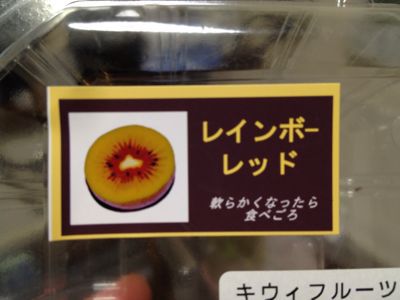 レインボー
レッド
軟らかくなったら
食べごろ
キウィフルーツ